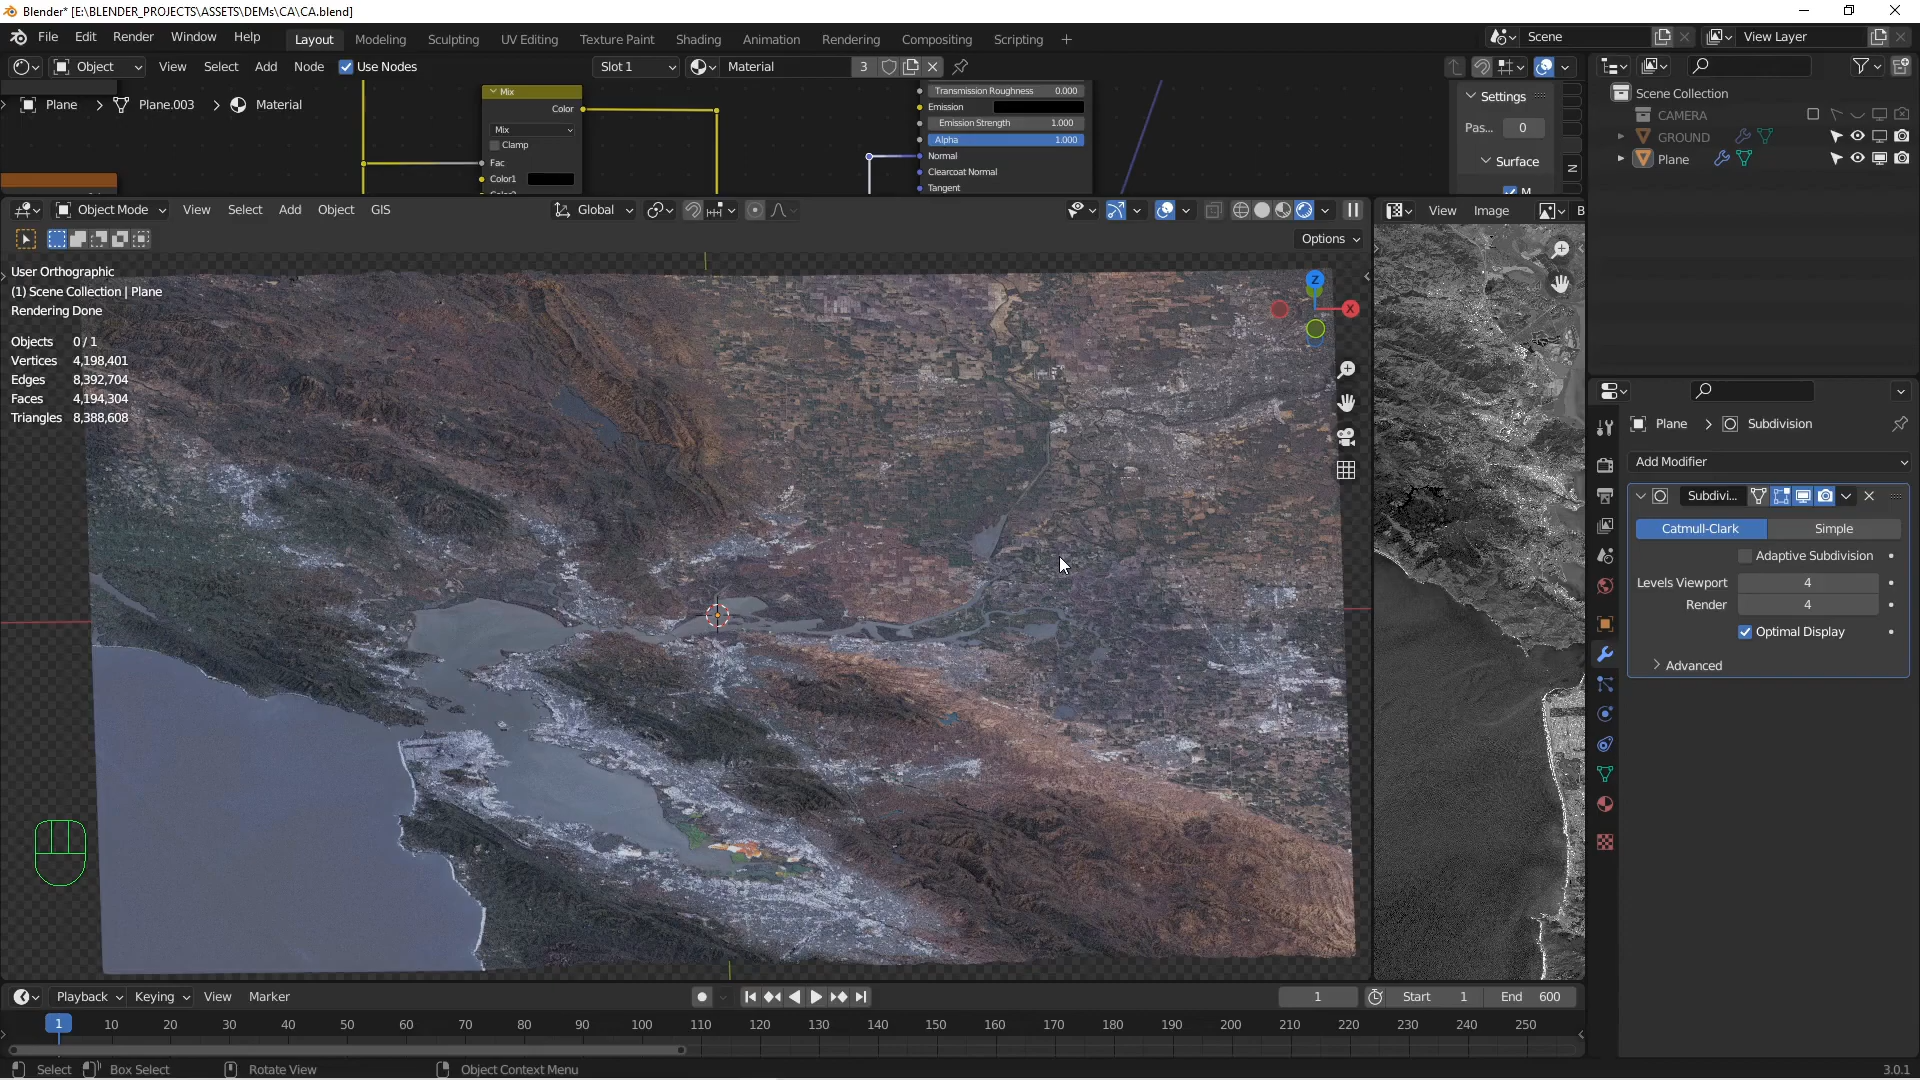 Blender* [E:\BLENDER_PROJECTS\ASSETS\DEMs\CA\CA.blend]
File Edit Render Window Help
Layout Modeling Sculpting UV Editing Texture Paint Shading Animation Rendering Compositing Scripting +
Scene
View Layer
Object View Select Add Node Use Nodes
Slot 1
Material 3
Plane > Plane.003 > Material
Mix
Color
Mix
Clamp
Fac
Color1
Transmission Roughness 0.000
Emission
Emission Strength 1.000
Alpha 1.000
Normal
Clearcoat Normal
Tangent
Settings
Pas... 0
Surface
M
N
Scene Collection
CAMERA
GROUND
Plane
Object Mode View Select Add Object GIS
Global
Options
View Image B
User Orthographic
(1) Scene Collection | Plane
Rendering Done
Objects 0/1
Vertices 4,198,401
Edges 8,392,704
Faces 4,194,304
Triangles 8,388,608
Z
X
Plane > Subdivision
Add Modifier
Subdivi...
Catmull-Clark Simple
Adaptive Subdivision
Levels Viewport 4
Render 4
Optimal Display
Advanced
Playback Keying View Marker
1
Start 1
End 600
1 10 20 30 40 50 60 70 80 90 100 110 120 130 140 150 160 170 180 190 200 210 220 230 240 250
Select Box Select Rotate View Object Context Menu
3.0.1